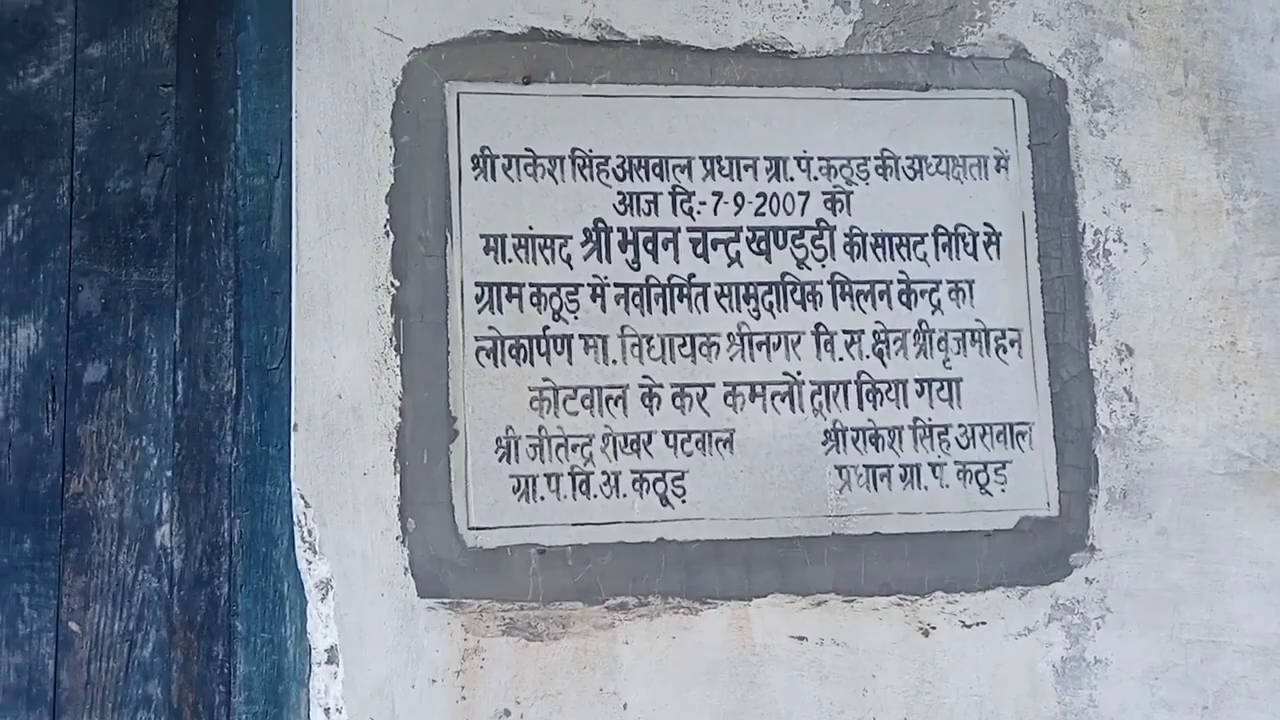 श्री राकेश सिंह असवाल प्रधान ग्रा.पं. कठूड़ की अध्यक्षता में
आज दि:-7-9-2007 को
मा.सांसद श्री भुवन चन्द्र खण्डूड़ी की सासद निधि से
ग्राम कठूड़ में नवनिर्मित सामुदायिक मिलन केन्द्र का
लोकार्पण मा. विधायक श्रीनगर वि.स.क्षेत्र श्री बृजमोहन
कोटवाल के कर कमलों द्वारा किया गया
श्री जीतेन्द्र शेखर पटवाल श्री राकेश सिंह असवाल
ग्रा.प.वि.अ. कठूड़ प्रधान ग्रा. प. कठूड़